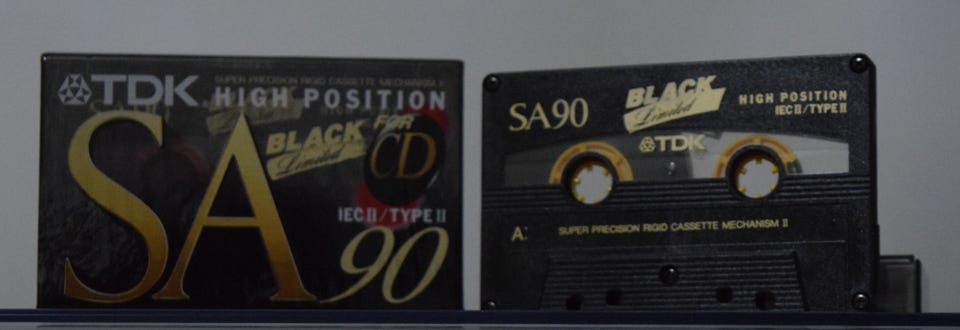 TDK
SUPER PRECISION RIGID CASSETTE MECHANISM II
HIGH POSITION
SA
BLACK
Limited
FOR
CD
IEC II/TYPE II
90
SA90
BLACK
Limited
HIGH POSITION
IEC II/TYPE II
TDK
A:
SUPER PRECISION RIGID CASSETTE MECHANISM II